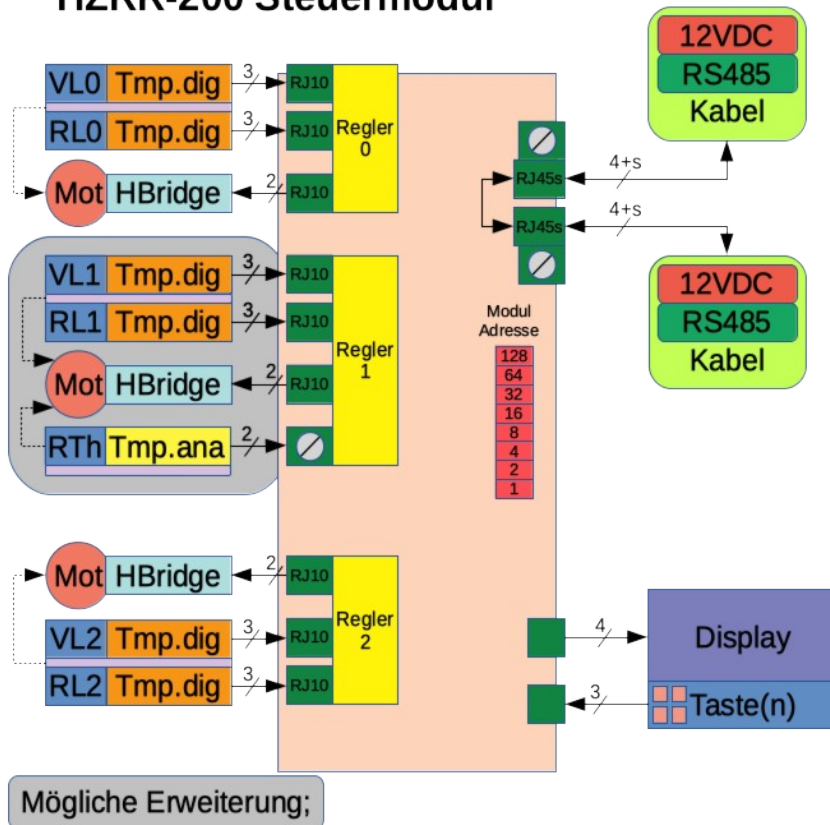 HZRR-200 Steuermodul
VL0 Tmp.dig 3 RJ10
RL0 Tmp.dig 3 RJ10
Regler 0
Mot HBridge 2 RJ10
VL1 Tmp.dig 3 RJ10
RL1 Tmp.dig 3 RJ10
Regler 1
Mot HBridge 2 RJ10
RTh Tmp.ana 2
Mot HBridge 2 RJ10
Regler 2
VL2 Tmp.dig 3 RJ10
RL2 Tmp.dig 3 RJ10
Mögliche Erweiterung;
12VDC
RS485
Kabel
RJ45s 4+s
RJ45s 4+s
12VDC
RS485
Kabel
Modul
Adresse
128
64
32
16
8
4
2
1
4 Display
3 Taste(n)